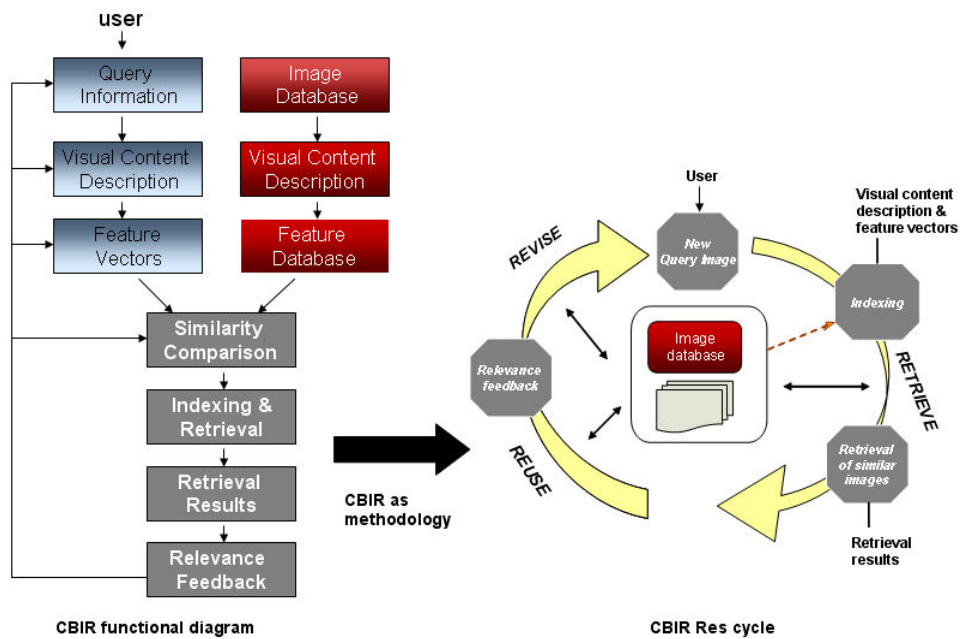 user
Query
Information
Image
Database
Visual Content
Description
Visual Content
Description
Feature
Vectors
Feature
Database
Similarity
Comparison
Indexing &
Retrieval
Retrieval
Results
Relevance
Feedback
CBIR functional diagram
CBIR as
methodology
User
New
Query Image
Visual content
description &
feature vectors
Indexing
RETRIEVE
Retrieval
of similar
images
Retrieval
results
REUSE
Relevance
feedback
REVISE
Image
database
CBIR Res cycle